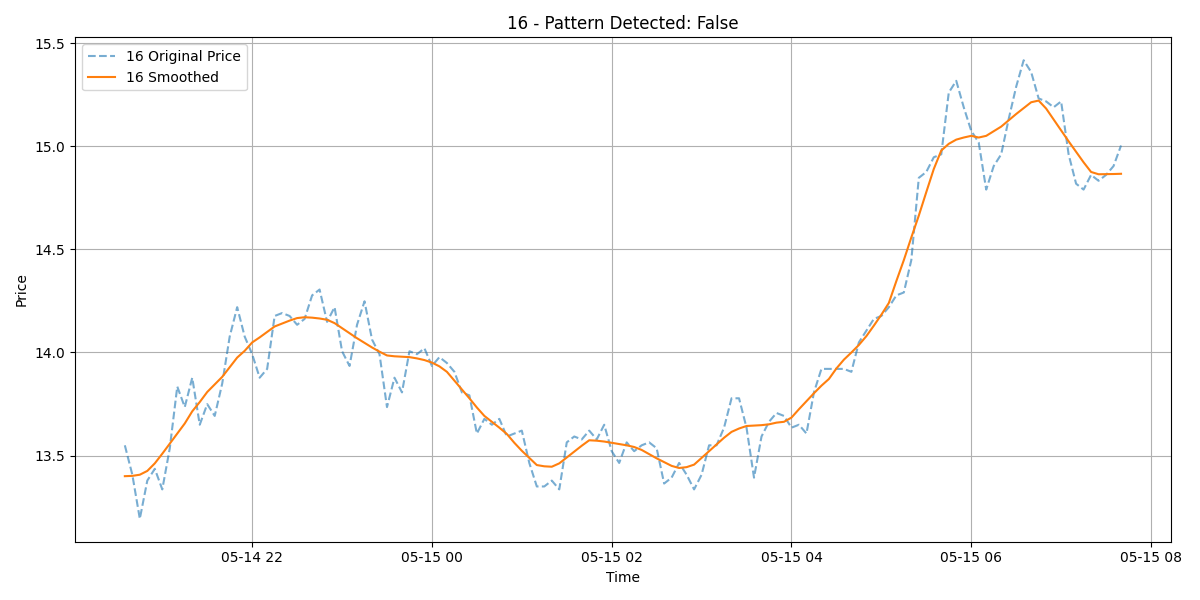 16 - Pattern Detected: False
16 Original Price
16 Smoothed
15.5
15.0
14.5
14.0
13.5
Price
05-14 22
05-15 00
05-15 02
05-15 04
05-15 06
05-15 08
Time